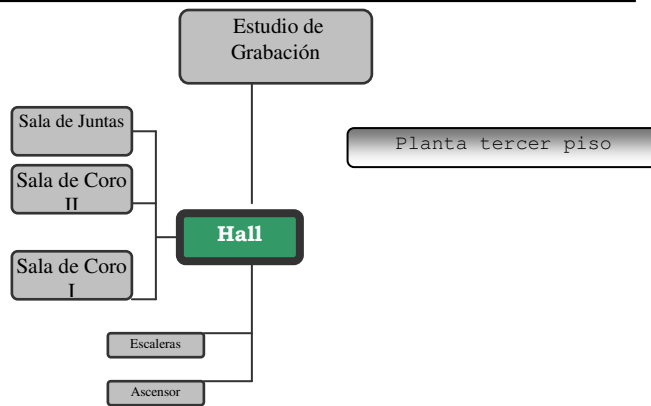 Estudio de
Grabación
Sala de Juntas
Planta tercer piso
Sala de Coro
II
Hall
Sala de Coro
I
Escaleras
Ascensor